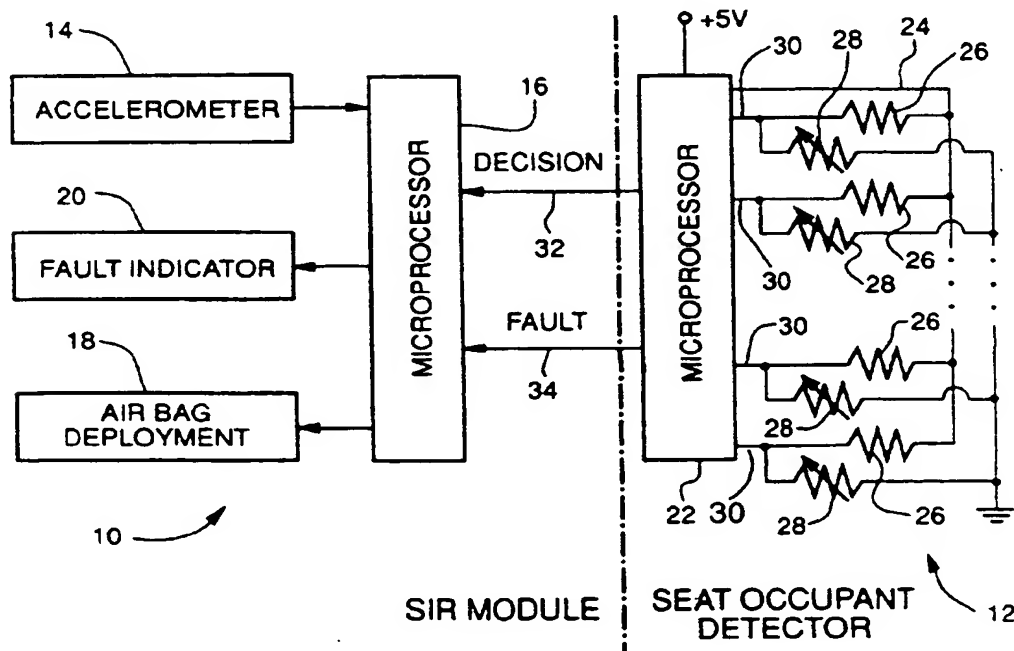 +5V
14
ACCELEROMETER
16
MICROPROCESSOR
DECISION
32
20
FAULT INDICATOR
FAULT
34
18
AIR BAG
DEPLOYMENT
10
SIR MODULE
MICROPROCESSOR
22
30
28
24
26
30
28
26
30
28
26
30
28
26
SEAT OCCUPANT
DETECTOR
12